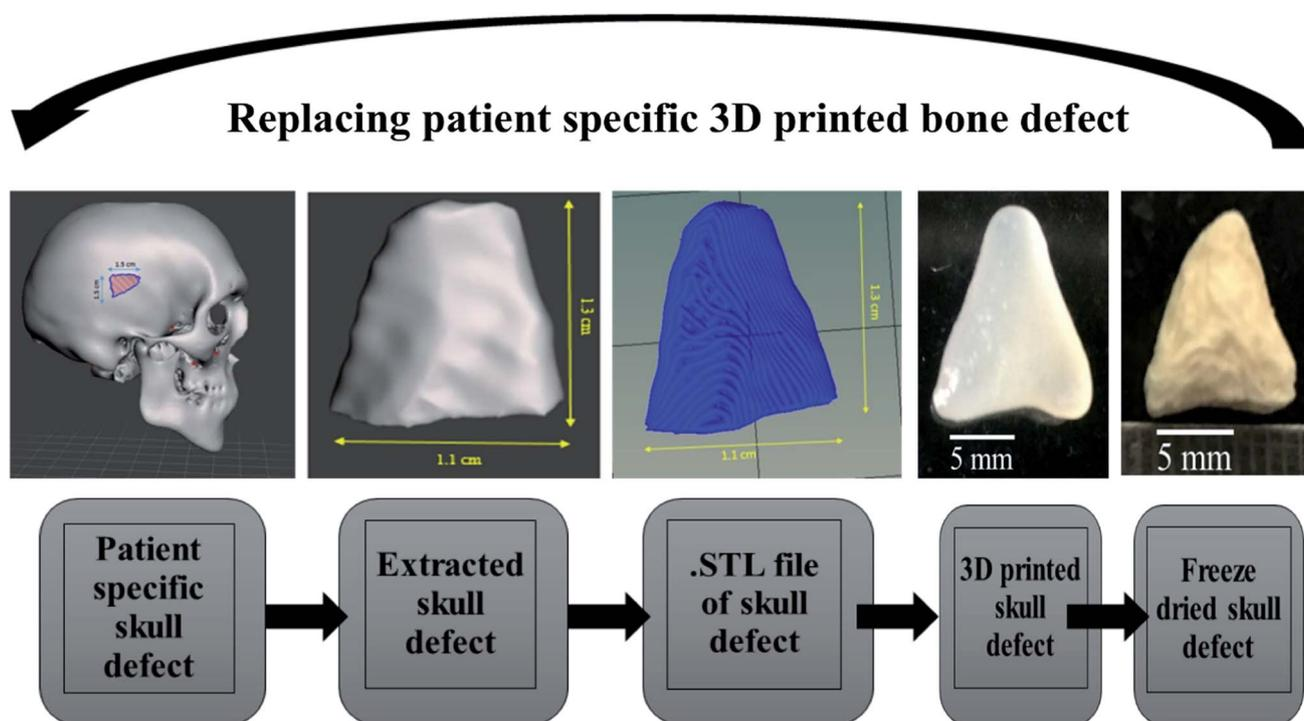 Replacing patient specific 3D printed bone defect
1.5 cm
1.5 cm
1.3 cm
1.1 cm
1.3 cm
1.1 cm
5 mm
5 mm
Patient
specific
skull
defect
Extracted
skull
defect
.STL file
of skull
defect
3D printed
skull
defect
Freeze
dried skull
defect